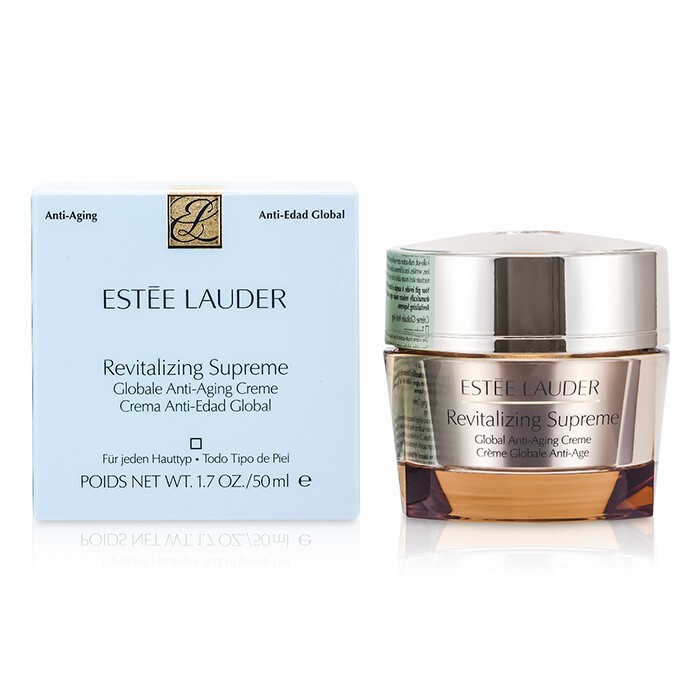 Anti-Aging
Anti-Edad Global
ESTĒE LAUDER
Revitalizing Supreme
Globale Anti-Aging Creme
Crema Anti-Edad Global
Für jeden Hauttyp • Todo Tipo de Piel
POIDS NET WT. 1.7 OZ./50 ml ℮
ESTĒE LAUDER
Revitalizing Supreme
Global Anti-Aging Creme
Crème Globale Anti-Age